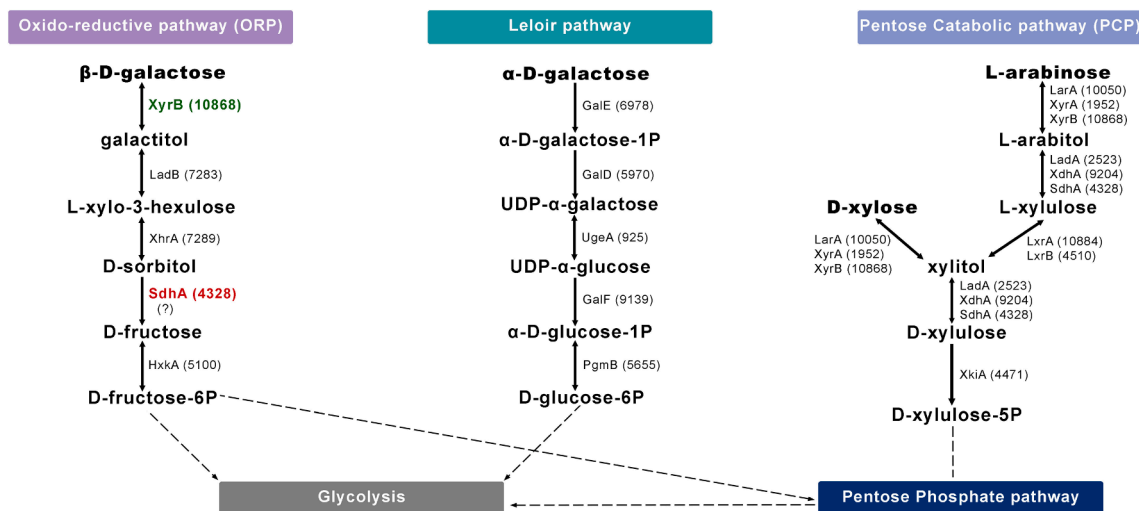 Oxido-reductive pathway (ORP)
β-D-galactose
XyrB (10868)
galactitol
LadB (7283)
L-xylo-3-hexulose
XhrA (7289)
D-sorbitol
SdhA (4328)
(?)
D-fructose
HxkA (5100)
D-fructose-6P
Leloir pathway
α-D-galactose
GalE (6978)
α-D-galactose-1P
GalD (5970)
UDP-α-galactose
UgeA (925)
UDP-α-glucose
GalF (9139)
α-D-glucose-1P
PgmB (5655)
D-glucose-6P
Pentose Catabolic pathway (PCP)
L-arabinose
LarA (10050)
XyrA (1952)
XyrB (10868)
L-arabitol
LadA (2523)
XdhA (9204)
SdhA (4328)
D-xylose
L-xylulose
LarA (10050)
XyrA (1952)
XyrB (10868)
LxrA (10884)
LxrB (4510)
xylitol
LadA (2523)
XdhA (9204)
SdhA (4328)
D-xylulose
XkiA (4471)
D-xylulose-5P
Glycolysis
Pentose Phosphate pathway